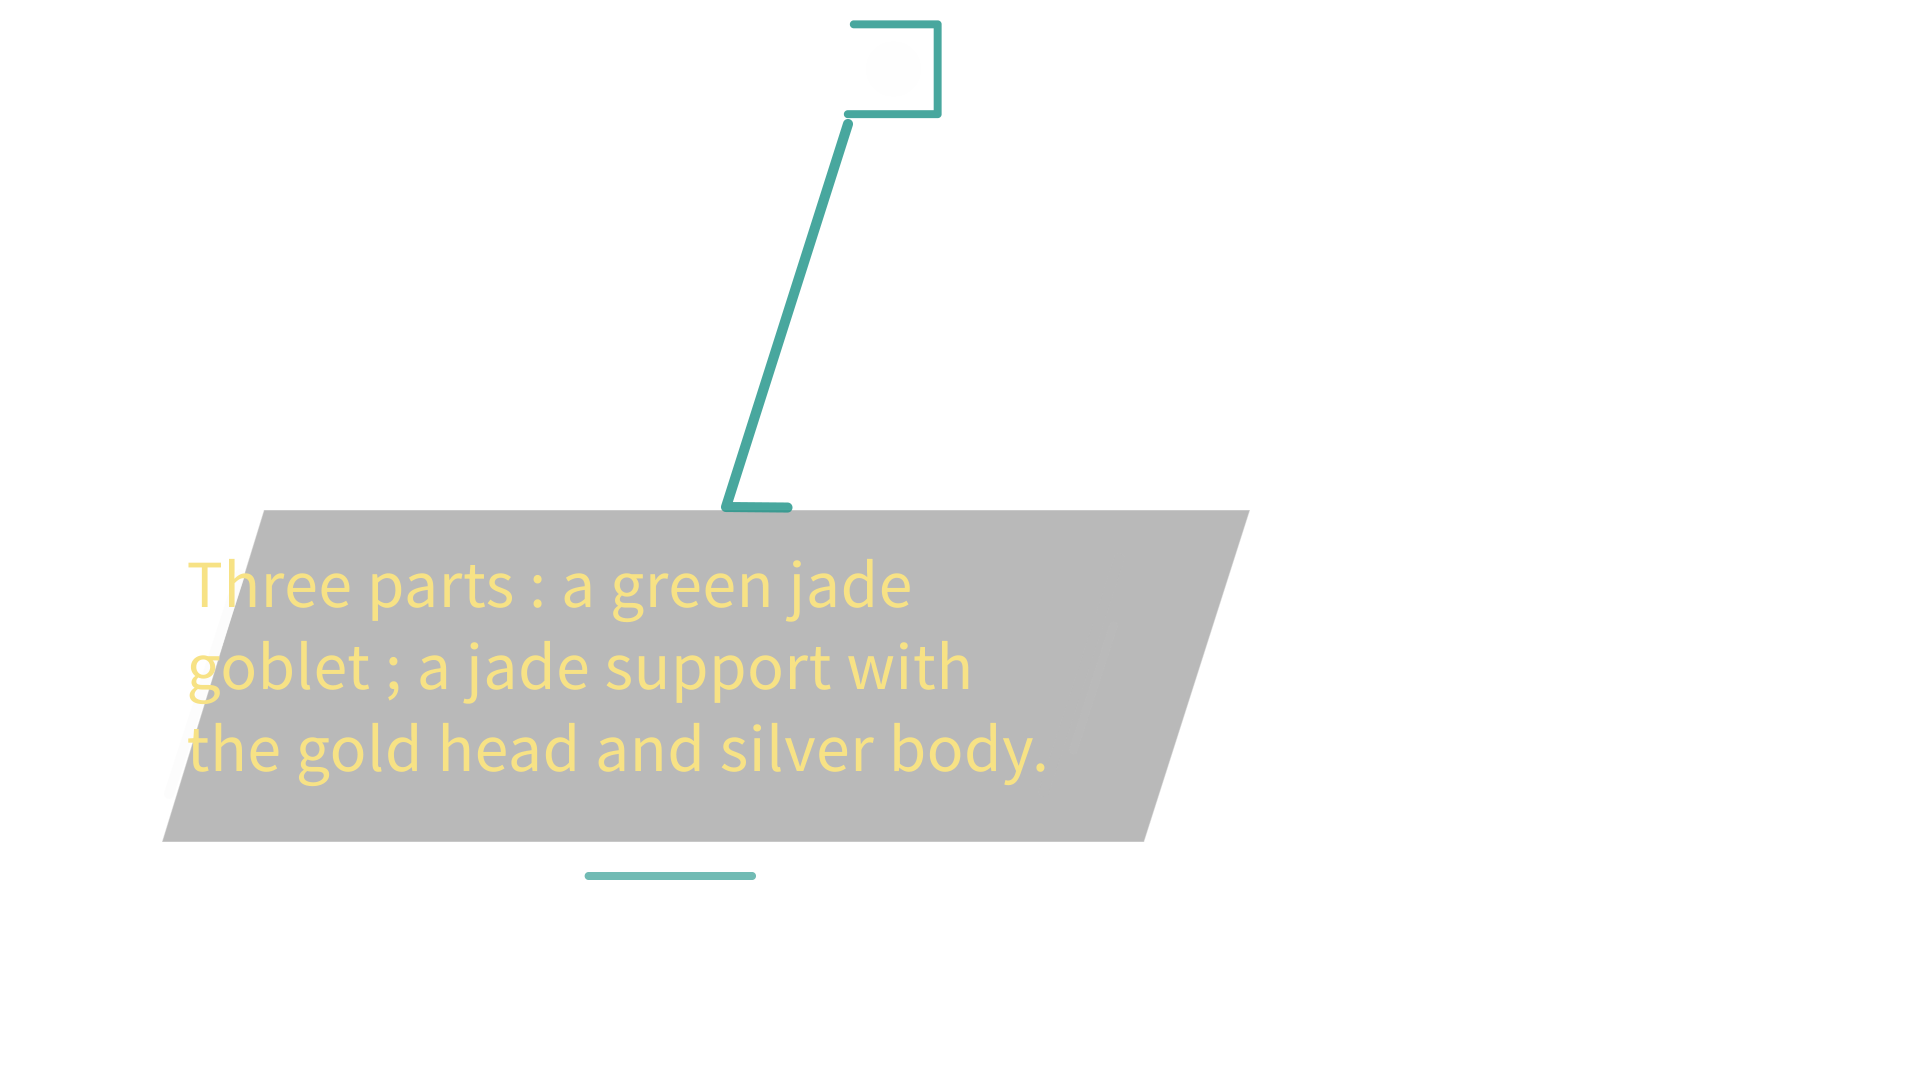 Three parts : a green jade
goblet ; a jade support with
the gold head and silver body.